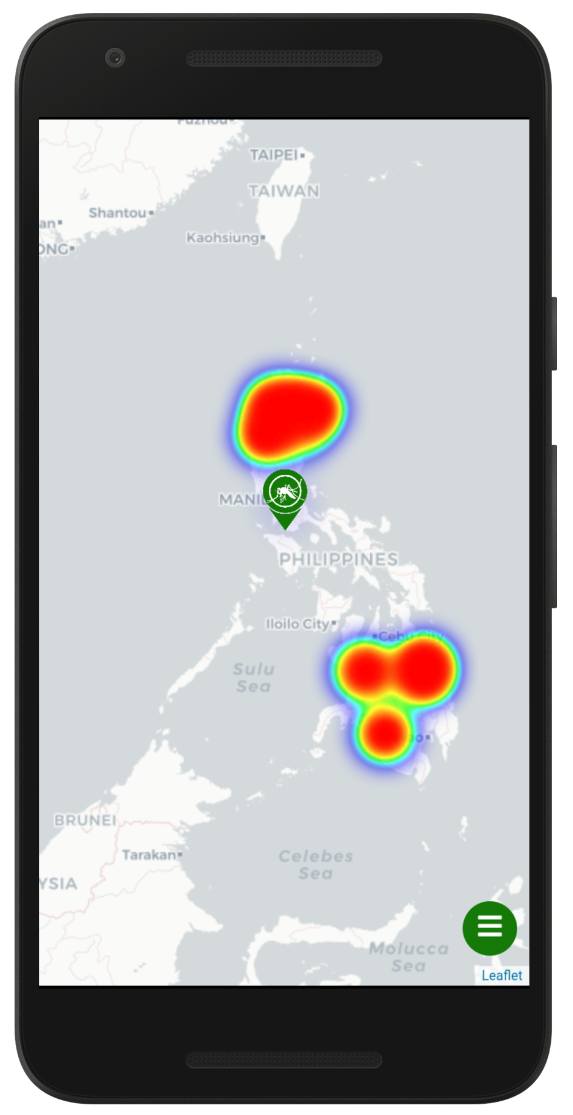 Fuzhou
TAIPEI
TAIWAN
Shantou
an
Kaohsiung
ONG
MANIL
PHILIPPINES
Iloilo City
Cebu City
Sulu
Sea
BRUNEI
Tarakan
YSIA
Celebes
Sea
Molucca
Sea
Leaflet